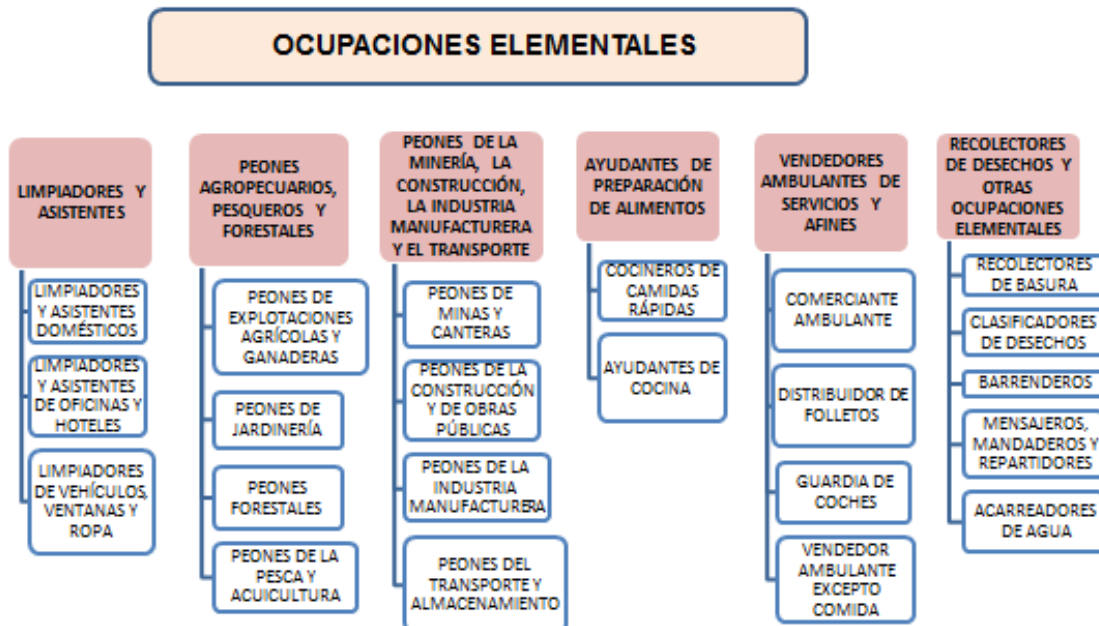 OCUPACIONES ELEMENTALES
LIMPIADORES Y
ASISTENTES
LIMPIADORES
Y ASISTENTES
DOMÉSTICOS
LIMPIADORES
Y ASISTENTES
DE OFICINAS Y
HOTELES
LIMPIADORES
DE VEHÍCULOS,
VENTANAS Y
ROPA
PEONES
AGROPECUARIOS,
PESQUEROS Y
FORESTALES
PEONES DE
EXPLOTACIONES
AGRÍCOLAS Y
GANADERAS
PEONES DE
JARDINERÍA
PEONES
FORESTALES
PEONES DE LA
PESCA Y
ACUICULTURA
PEONES DE LA
MINERÍA, LA
CONSTRUCCIÓN,
LA INDUSTRIA
MANUFACTURERA
Y EL TRANSPORTE
PEONES DE
MINAS Y
CANTERAS
PEONES DE LA
CONSTRUCCIÓN
Y DE OBRAS
PÚBLICAS
PEONES DE LA
INDUSTRIA
MANUFACTURERA
PEONES DEL
TRANSPORTE Y
ALMACENAMIENTO
AYUDANTES DE
PREPARACIÓN
DE ALIMENTOS
COCINEROS DE
CAMIDAS
RÁPIDAS
AYUDANTES DE
COCINA
VENDEDORES
AMBULANTES DE
SERVICIOS Y
AFINES
COMERCIANTE
AMBULANTE
DISTRIBUIDOR DE
FOLLETOS
GUARDIA DE
COCHES
VENDEDOR
AMBULANTE
EXCEPTO
COMIDA
RECOLECTORES
DE DESECHOS Y
OTRAS
OCUPACIONES
ELEMENTALES
RECOLECTORES
DE BASURA
CLASIFICADORES
DE DESECHOS
BARRENDEROS
MENSAJEROS,
MANDADEROS Y
REPARTIDORES
ACARREADORES
DE AGUA